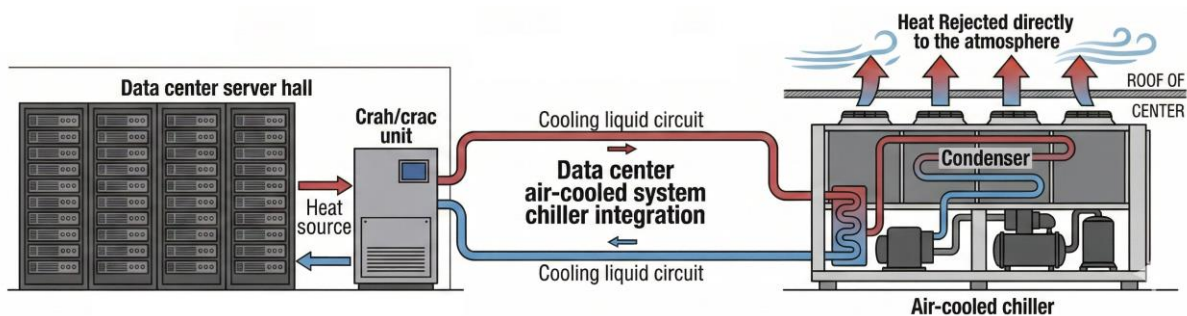 Heat Rejected directly
to the atmosphere
Data center server hall
Crah/crac
unit
Cooling liquid circuit
ROOF OF
CENTER
Condenser
Data center
air-cooled system
chiller integration
Heat
source
Cooling liquid circuit
Air-cooled chiller